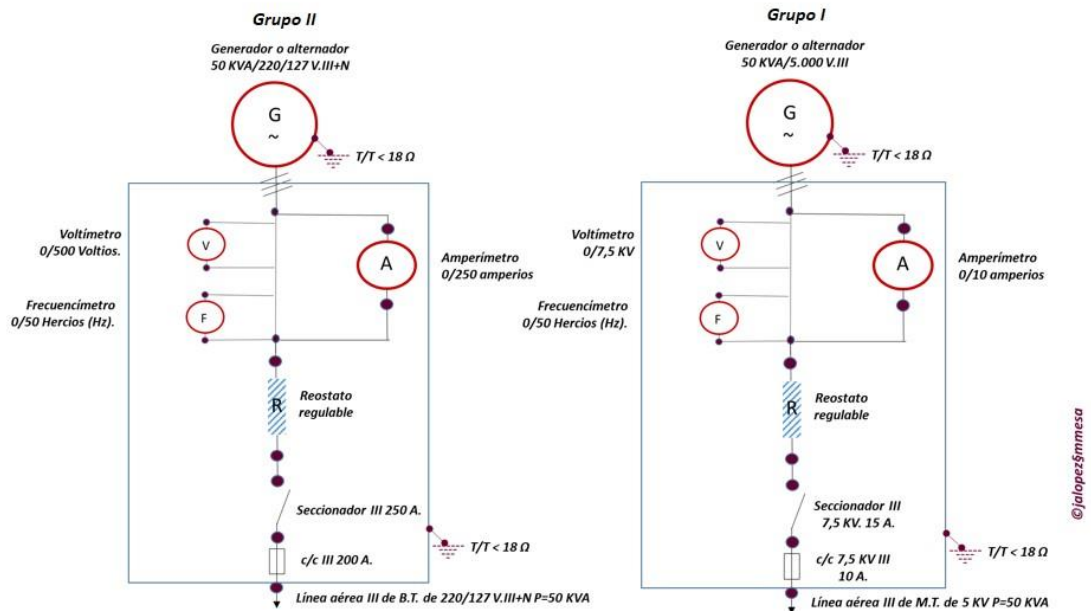 Grupo II
Generador o alternador
50 KVA/220/127 V.III+N
G
~
T/T < 18 Ω
Voltímetro
0/500 Voltios.
V
A
Amperímetro
0/250 amperios
Frecuencímetro
0/50 Hercios (Hz).
F
R
Reostato
regulable
Seccionador III 250 A.
c/c III 200 A.
T/T < 18 Ω
Línea aérea III de B.T. de 220/127 V.III+N P=50 KVA
Grupo I
Generador o alternador
50 KVA/5.000 V.III
G
~
T/T < 18 Ω
Voltímetro
0/7,5 KV
V
A
Amperímetro
0/10 amperios
Frecuencímetro
0/50 Hercios (Hz).
F
R
Reostato
regulable
Seccionador III
7,5 KV. 15 A.
c/c 7,5 KV III
10 A.
T/T < 18 Ω
Línea aérea III de M.T. de 5 KV P=50 KVA
©jalopez§mmesa